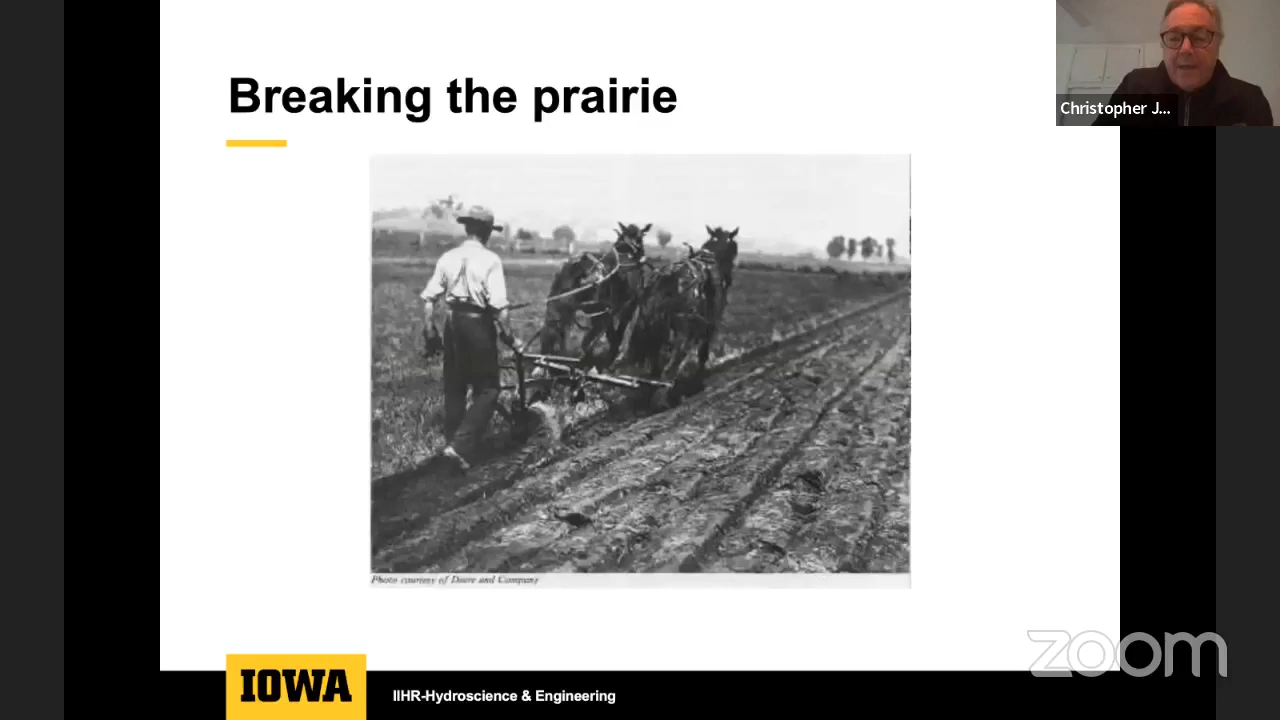 Breaking the prairie
Christopher J...
Photo courtesy of Deere and Company
zoom
IOWA
IIHR-Hydroscience & Engineering